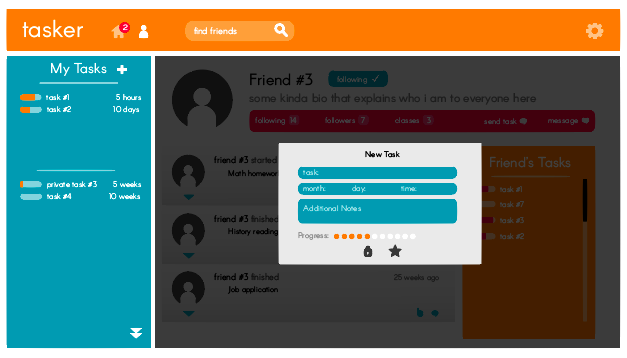 tasker
2
find friends
My Tasks +
task #1 5 hours
task #2 10 days
private task #3 5 weeks
task #4 10 weeks
Friend #3 following
some kinda bio that explains who i am to everyone here
following 14 followers 7 classes 3 send task message
friend #3 started
Math homewor
friend #3 finished
History reading
friend #3 finished 25 weeks ago
Job application
New Task
task:
month: day: time:
Additional Notes
Progress:
Friend's Tasks
task #1
task #7
task #3
task #2